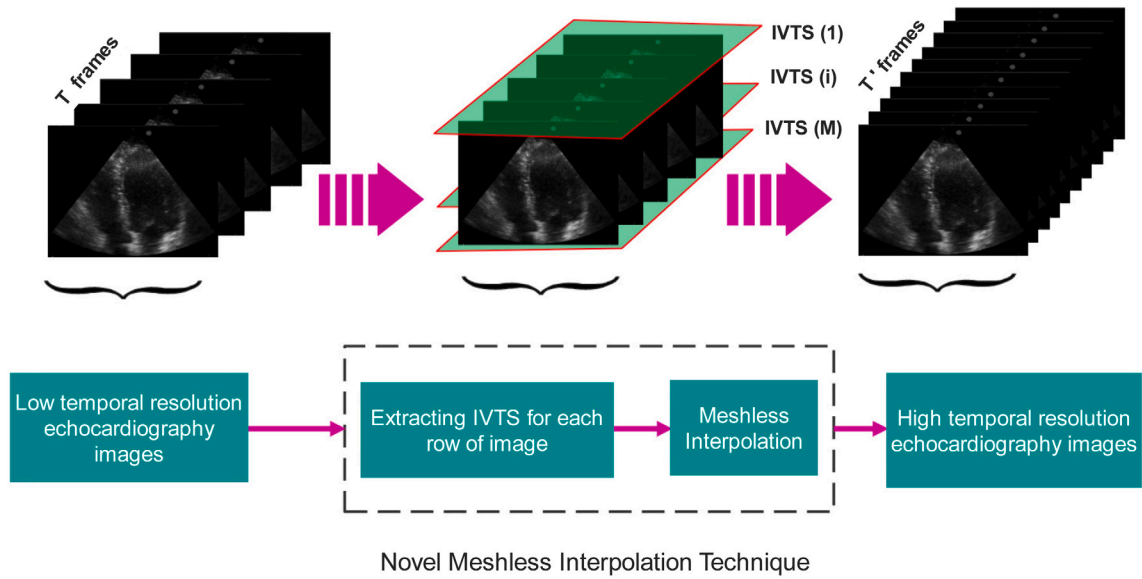 T frames
IVTS (1)
IVTS (i)
IVTS (M)
T ' frames
Low temporal resolution
echocardiography
images
Extracting IVTS for each
row of image
Meshless
Interpolation
High temporal resolution
echocardiography images
Novel Meshless Interpolation Technique